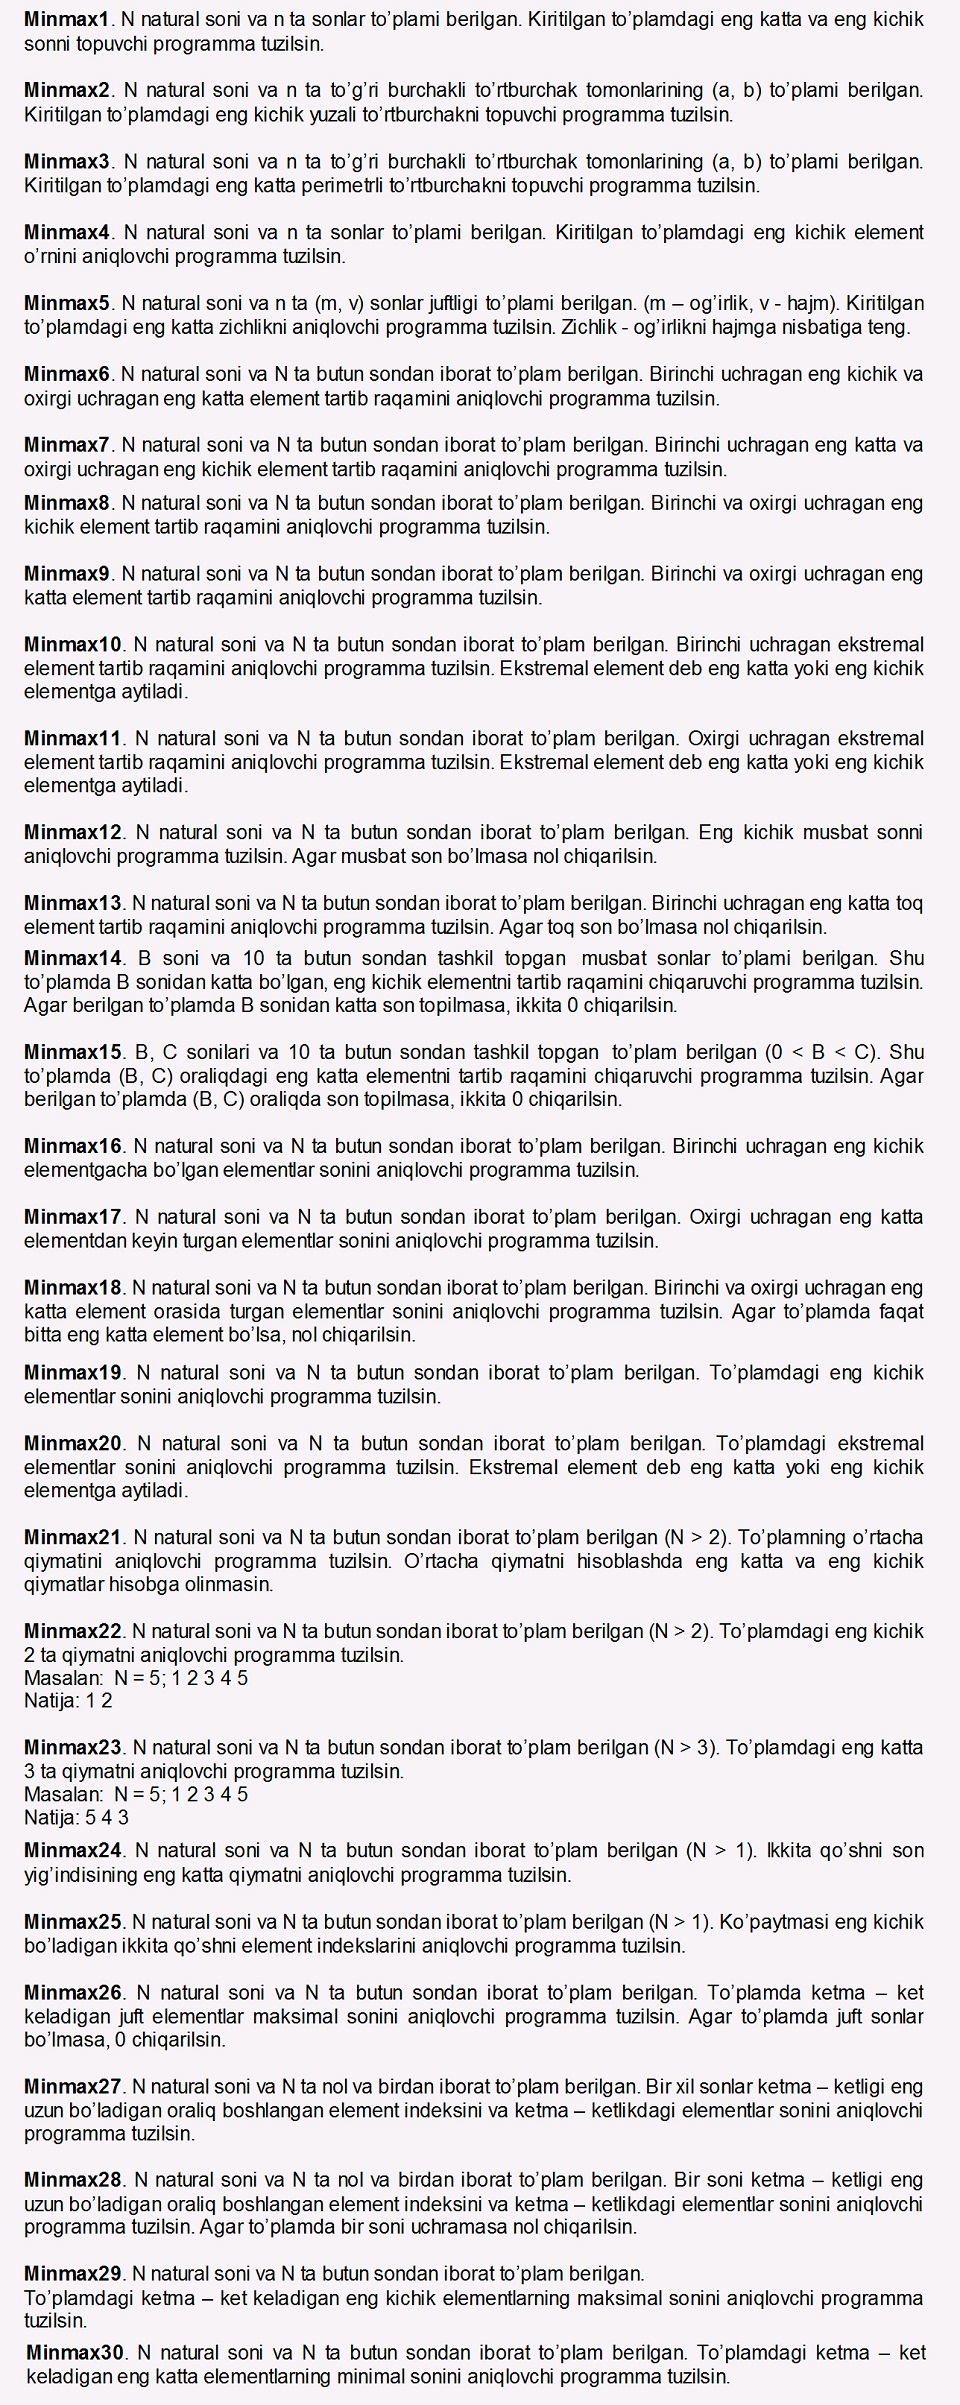 Minmax1. N natural soni va n ta sonlar to’plami berilgan. Kiritilgan to’plamdagi eng katta va eng kichik
sonni topuvchi programma tuzilsin.
Minmax2. N natural soni va n ta to’g’ri burchakli to’rtburchak tomonlarining (a, b) to’plami berilgan.
Kiritilgan to’plamdagi eng kichik yuzali to’rtburchakni topuvchi programma tuzilsin.
Minmax3. N natural soni va n ta to’g’ri burchakli to’rtburchak tomonlarining (a, b) to’plami berilgan.
Kiritilgan to’plamdagi eng katta perimetrli to’rtburchakni topuvchi programma tuzilsin.
Minmax4. N natural soni va n ta sonlar to’plami berilgan. Kiritilgan to’plamdagi eng kichik element
o’rnini aniqlovchi programma tuzilsin.
Minmax5. N natural soni va n ta (m, v) sonlar juftligi to’plami berilgan. (m – og’irlik, v - hajm). Kiritilgan
to’plamdagi eng katta zichlikni aniqlovchi programma tuzilsin. Zichlik - og’irlikni hajmga nisbatiga teng.
Minmax6. N natural soni va N ta butun sondan iborat to’plam berilgan. Birinchi uchragan eng kichik va
oxirgi uchragan eng katta element tartib raqamini aniqlovchi programma tuzilsin.
Minmax7. N natural soni va N ta butun sondan iborat to’plam berilgan. Birinchi uchragan eng katta va
oxirgi uchragan eng kichik element tartib raqamini aniqlovchi programma tuzilsin.
Minmax8. N natural soni va N ta butun sondan iborat to’plam berilgan. Birinchi va oxirgi uchragan eng
kichik element tartib raqamini aniqlovchi programma tuzilsin.
Minmax9. N natural soni va N ta butun sondan iborat to’plam berilgan. Birinchi va oxirgi uchragan eng
katta element tartib raqamini aniqlovchi programma tuzilsin.
Minmax10. N natural soni va N ta butun sondan iborat to’plam berilgan. Birinchi uchragan ekstremal
element tartib raqamini aniqlovchi programma tuzilsin. Ekstremal element deb eng katta yoki eng kichik
elementga aytiladi.
Minmax11. N natural soni va N ta butun sondan iborat to’plam berilgan. Oxirgi uchragan ekstremal
element tartib raqamini aniqlovchi programma tuzilsin. Ekstremal element deb eng katta yoki eng kichik
elementga aytiladi.
Minmax12. N natural soni va N ta butun sondan iborat to’plam berilgan. Eng kichik musbat sonni
aniqlovchi programma tuzilsin. Agar musbat son bo’lmasa nol chiqarilsin.
Minmax13. N natural soni va N ta butun sondan iborat to’plam berilgan. Birinchi uchragan eng katta toq
element tartib raqamini aniqlovchi programma tuzilsin. Agar toq son bo’lmasa nol chiqarilsin.
Minmax14. B soni va 10 ta butun sondan tashkil topgan musbat sonlar to’plami berilgan. Shu
to’plamda B sonidan katta bo’lgan, eng kichik elementni tartib raqamini chiqaruvchi programma tuzilsin.
Agar berilgan to’plamda B sonidan katta son topilmasa, ikkita 0 chiqarilsin.
Minmax15. B, C sonilari va 10 ta butun sondan tashkil topgan to’plam berilgan (0 < B < C). Shu
to’plamda (B, C) oraliqdagi eng katta elementni tartib raqamini chiqaruvchi programma tuzilsin. Agar
berilgan to’plamda (B, C) oraliqda son topilmasa, ikkita 0 chiqarilsin.
Minmax16. N natural soni va N ta butun sondan iborat to’plam berilgan. Birinchi uchragan eng kichik
elementgacha bo’lgan elementlar sonini aniqlovchi programma tuzilsin.
Minmax17. N natural soni va N ta butun sondan iborat to’plam berilgan. Oxirgi uchragan eng katta
elementdan keyin turgan elementlar sonini aniqlovchi programma tuzilsin.
Minmax18. N natural soni va N ta butun sondan iborat to’plam berilgan. Birinchi va oxirgi uchragan eng
katta element orasida turgan elementlar sonini aniqlovchi programma tuzilsin. Agar to’plamda faqat
bitta eng katta element bo’lsa, nol chiqarilsin.
Minmax19. N natural soni va N ta butun sondan iborat to’plam berilgan. To’plamdagi eng kichik
elementlar sonini aniqlovchi programma tuzilsin.
Minmax20. N natural soni va N ta butun sondan iborat to’plam berilgan. To’plamdagi ekstremal
elementlar sonini aniqlovchi programma tuzilsin. Ekstremal element deb eng katta yoki eng kichik
elementga aytiladi.
Minmax21. N natural soni va N ta butun sondan iborat to’plam berilgan (N > 2). To’plamning o’rtacha
qiymatini aniqlovchi programma tuzilsin. O’rtacha qiymatni hisoblashda eng katta va eng kichik
qiymatlar hisobga olinmasin.
Minmax22. N natural soni va N ta butun sondan iborat to’plam berilgan (N > 2). To’plamdagi eng kichik
2 ta qiymatni aniqlovchi programma tuzilsin.
Masalan: N = 5; 1 2 3 4 5
Natija: 1 2
Minmax23. N natural soni va N ta butun sondan iborat to’plam berilgan (N > 3). To’plamdagi eng katta
3 ta qiymatni aniqlovchi programma tuzilsin.
Masalan: N = 5; 1 2 3 4 5
Natija: 5 4 3
Minmax24. N natural soni va N ta butun sondan iborat to’plam berilgan (N > 1). Ikkita qo’shni son
yig’indisining eng katta qiymatni aniqlovchi programma tuzilsin.
Minmax25. N natural soni va N ta butun sondan iborat to’plam berilgan (N > 1). Ko’paytmasi eng kichik
bo’ladigan ikkita qo’shni element indekslarini aniqlovchi programma tuzilsin.
Minmax26. N natural soni va N ta butun sondan iborat to’plam berilgan. To’plamda ketma – ket
keladigan juft elementlar maksimal sonini aniqlovchi programma tuzilsin. Agar to’plamda juft sonlar
bo’lmasa, 0 chiqarilsin.
Minmax27. N natural soni va N ta nol va birdan iborat to’plam berilgan. Bir xil sonlar ketma – ketligi eng
uzun bo’ladigan oraliq boshlangan element indeksini va ketma – ketlikdagi elementlar sonini aniqlovchi
programma tuzilsin.
Minmax28. N natural soni va N ta nol va birdan iborat to’plam berilgan. Bir soni ketma – ketligi eng
uzun bo’ladigan oraliq boshlangan element indeksini va ketma – ketlikdagi elementlar sonini aniqlovchi
programma tuzilsin. Agar to’plamda bir soni uchramasa nol chiqarilsin.
Minmax29. N natural soni va N ta butun sondan iborat to’plam berilgan.
To’plamdagi ketma – ket keladigan eng kichik elementlarning maksimal sonini aniqlovchi programma
tuzilsin.
Minmax30. N natural soni va N ta butun sondan iborat to’plam berilgan. To’plamdagi ketma – ket
keladigan eng katta elementlarning minimal sonini aniqlovchi programma tuzilsin.